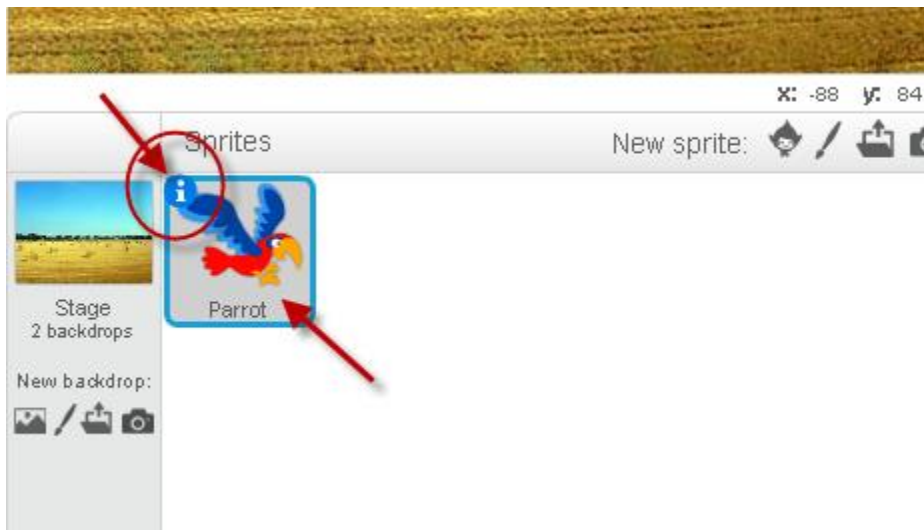 x: -88 y: 84
Sprites New sprite:
i
Parrot
Stage
2 backdrops
New backdrop: